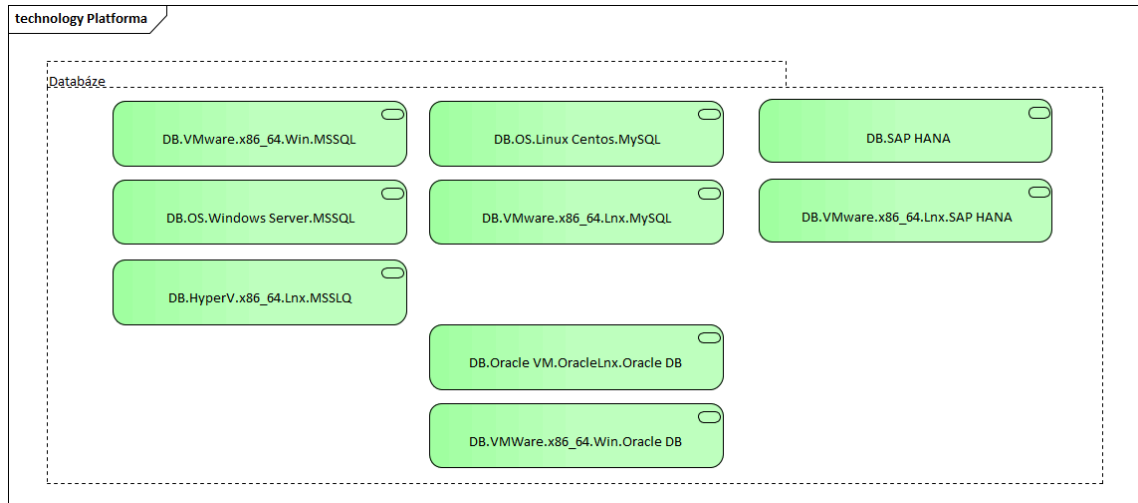 technology Platforma
Databáze
DB.VMware.x86_64.Win.MSSQL
DB.OS.Linux Centos.MySQL
DB.SAP HANA
DB.OS.Windows Server.MSSQL
DB.VMware.x86_64.Lnx.MySQL
DB.VMware.x86_64.Lnx.SAP HANA
DB.HyperV.x86_64.Lnx.MSSLQ
DB.Oracle VM.OracleLnx.Oracle DB
DB.VMWare.x86_64.Win.Oracle DB